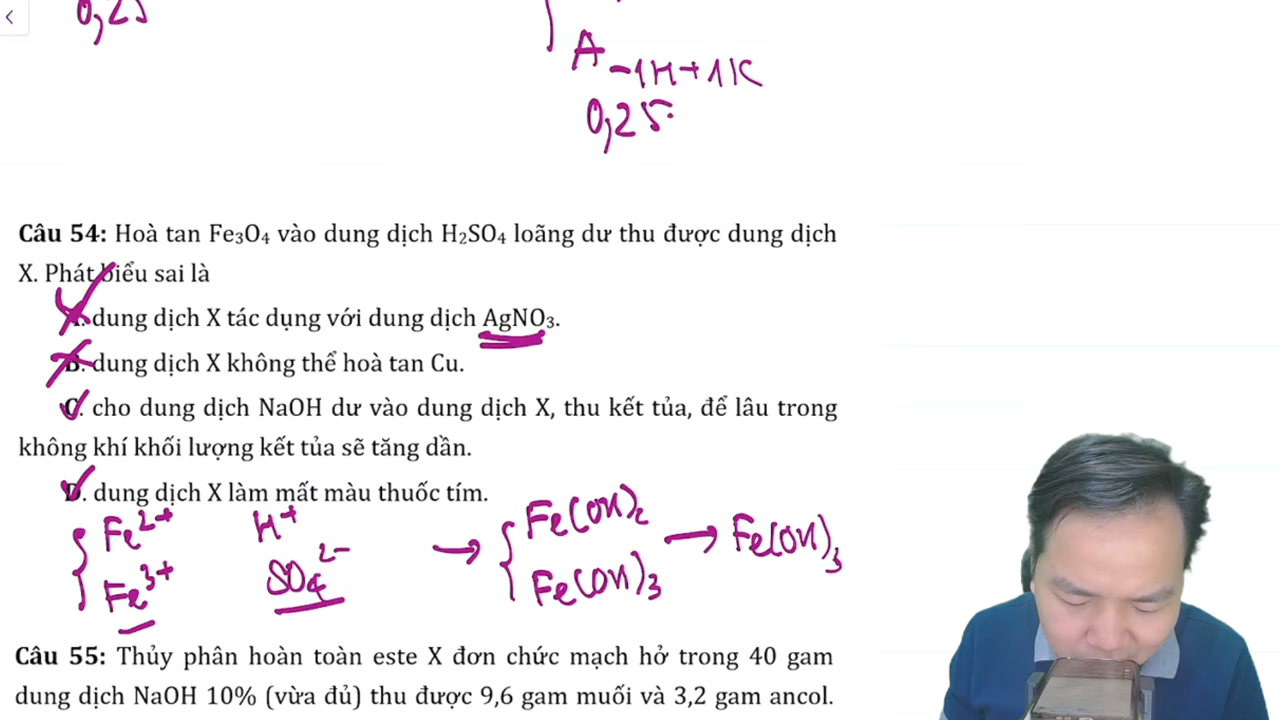 0,25
A -1H+1K
0,25
Câu 54: Hoà tan Fe₃O₄ vào dung dịch H₂SO₄ loãng dư thu được dung dịch
X. Phát biểu sai là
A. dung dịch X tác dụng với dung dịch AgNO₃.
B. dung dịch X không thể hoà tan Cu.
C. cho dung dịch NaOH dư vào dung dịch X, thu kết tủa, để lâu trong
không khí khối lượng kết tủa sẽ tăng dần.
D. dung dịch X làm mất màu thuốc tím.
Fe²⁺ H⁺ → Fe(OH)₂ → Fe(OH)₃
Fe³⁺ SO₄²⁻ Fe(OH)₃
Câu 55: Thủy phân hoàn toàn este X đơn chức mạch hở trong 40 gam
dung dịch NaOH 10% (vừa đủ) thu được 9,6 gam muối và 3,2 gam ancol.